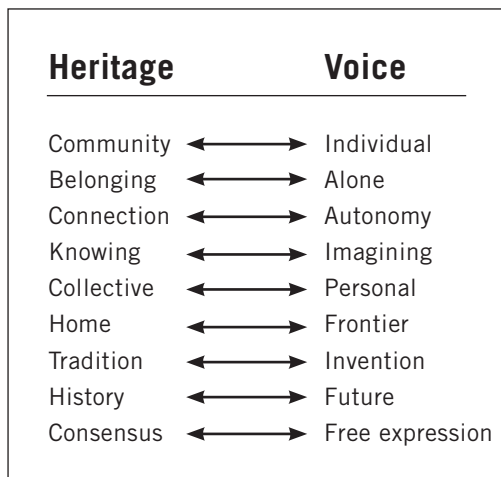 Heritage Voice
Community Individual
Belonging Alone
Connection Autonomy
Knowing Imagining
Collective Personal
Home Frontier
Tradition Invention
History Future
Consensus Free expression